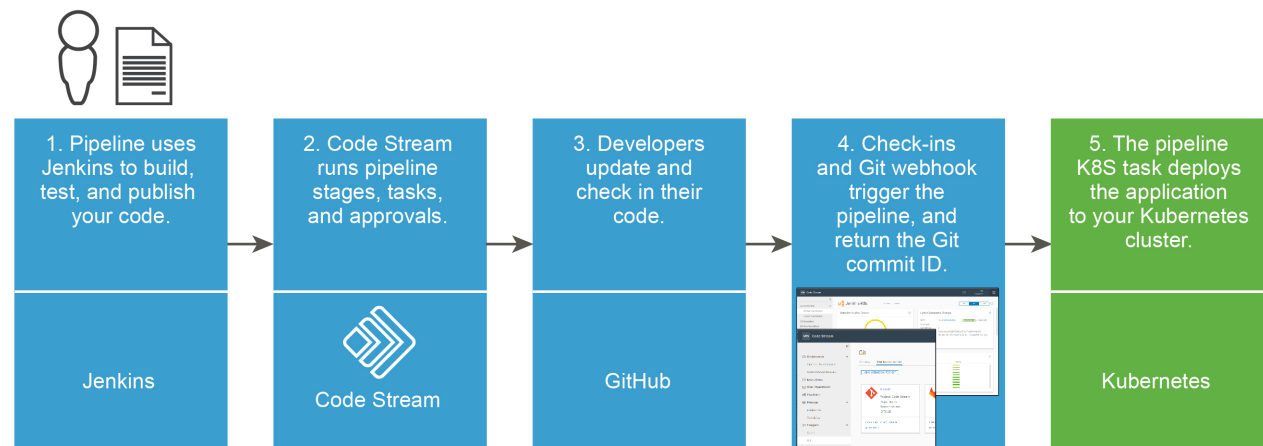 1. Pipeline uses
Jenkins to build,
test, and publish
your code.
2. Code Stream
runs pipeline
stages, tasks,
and approvals.
3. Developers
update and
check in their
code.
4. Check-ins
and Git webhook
trigger the
pipeline, and
return the Git
commit ID.
5. The pipeline
K8S task deploys
the application
to your Kubernetes
cluster.
Jenkins
Code Stream
GitHub
Git
Kubernetes